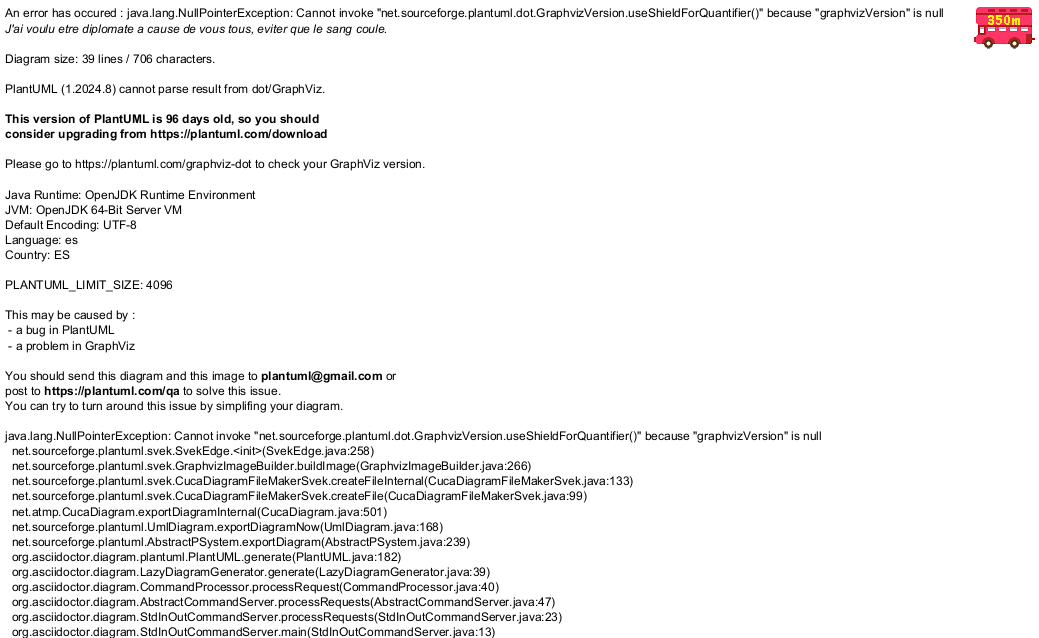 An error has occured : java.lang.NullPointerException: Cannot invoke "net.sourceforge.plantuml.dot.GraphvizVersion.useShieldForQuantifier()" because "graphvizVersion" is null
350m
J'ai voulu etre diplomate a cause de vous tous, eviter que le sang coule.
Diagram size: 39 lines / 706 characters.
PlantUML (1.2024.8) cannot parse result from dot/GraphViz.
This version of PlantUML is 96 days old, so you should
consider upgrading from https://plantuml.com/download
Please go to https://plantuml.com/graphviz-dot to check your GraphViz version.
Java Runtime: OpenJDK Runtime Environment
JVM: OpenJDK 64-Bit Server VM
Default Encoding: UTF-8
Language: es
Country: ES
PLANTUML_LIMIT_SIZE: 4096
This may be caused by :
- a bug in PlantUML
- a problem in GraphViz
You should send this diagram and this image to plantuml@gmail.com or
post to https://plantuml.com/qa to solve this issue.
You can try to turn around this issue by simplifing your diagram.
java.lang.NullPointerException: Cannot invoke "net.sourceforge.plantuml.dot.GraphvizVersion.useShieldForQuantifier()" because "graphvizVersion" is null
net.sourceforge.plantuml.svek.SvekEdge.<init>(SvekEdge.java:258)
net.sourceforge.plantuml.svek.GraphvizImageBuilder.buildImage(GraphvizImageBuilder.java:266)
net.sourceforge.plantuml.svek.CucaDiagramFileMakerSvek.createFileInternal(CucaDiagramFileMakerSvek.java:133)
net.sourceforge.plantuml.svek.CucaDiagramFileMakerSvek.createFile(CucaDiagramFileMakerSvek.java:99)
net.atmp.CucaDiagram.exportDiagramInternal(CucaDiagram.java:501)
net.sourceforge.plantuml.UmlDiagram.exportDiagramNow(UmlDiagram.java:168)
net.sourceforge.plantuml.AbstractPSystem.exportDiagram(AbstractPSystem.java:239)
org.asciidoctor.diagram.plantuml.PlantUML.generate(PlantUML.java:182)
org.asciidoctor.diagram.LazyDiagramGenerator.generate(LazyDiagramGenerator.java:39)
org.asciidoctor.diagram.CommandProcessor.processRequest(CommandProcessor.java:40)
org.asciidoctor.diagram.AbstractCommandServer.processRequests(AbstractCommandServer.java:47)
org.asciidoctor.diagram.StdInOutCommandServer.processRequests(StdInOutCommandServer.java:23)
org.asciidoctor.diagram.StdInOutCommandServer.main(StdInOutCommandServer.java:13)